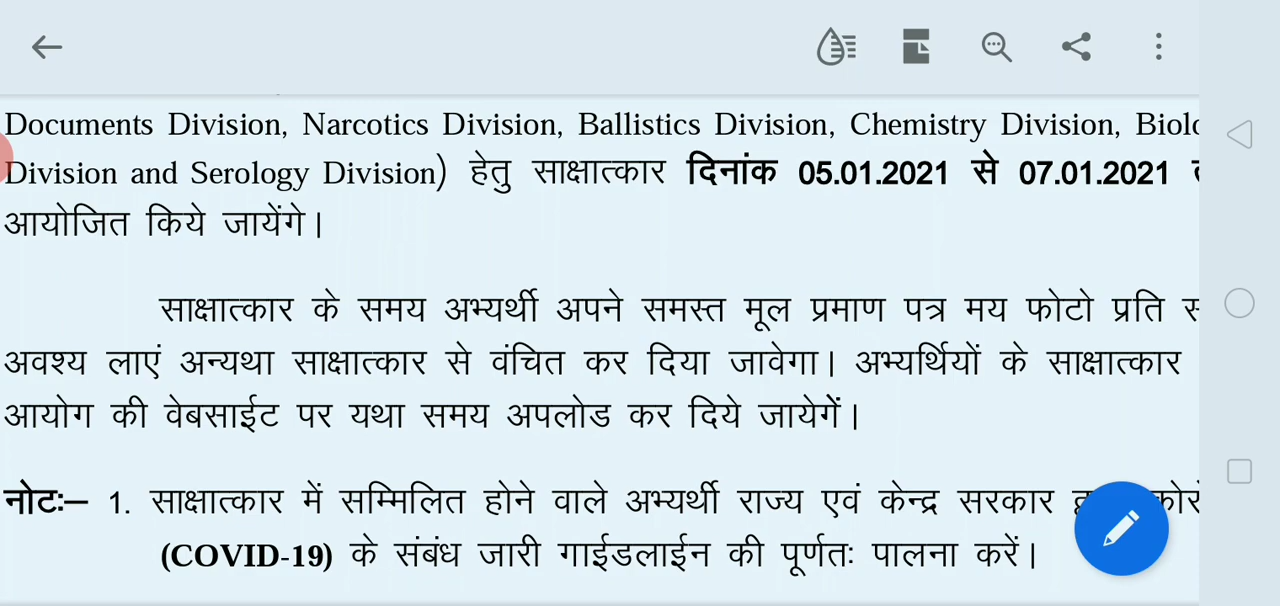 Documents Division, Narcotics Division, Ballistics Division, Chemistry Division,
Division and Serology Division) हेतु साक्षात्कार दिनांक 05.01.2021 से 07.01.2021
आयोजित किये जायेंगे।
साक्षात्कार के समय अभ्यर्थी अपने समस्त मूल प्रमाण पत्र मय फोटो प्रति
अवश्य लाएं अन्यथा साक्षात्कार से वंचित कर दिया जावेगा। अभ्यर्थियों के साक्षात्कार
आयोग की वेबसाईट पर यथा समय अपलोड कर दिये जायेगें।
नोटः— 1. साक्षात्कार में सम्मिलित होने वाले अभ्यर्थी राज्य एवं केन्द्र सरकार
(COVID-19) के संबंध जारी गाईडलाईन की पूर्णतः पालना करें।